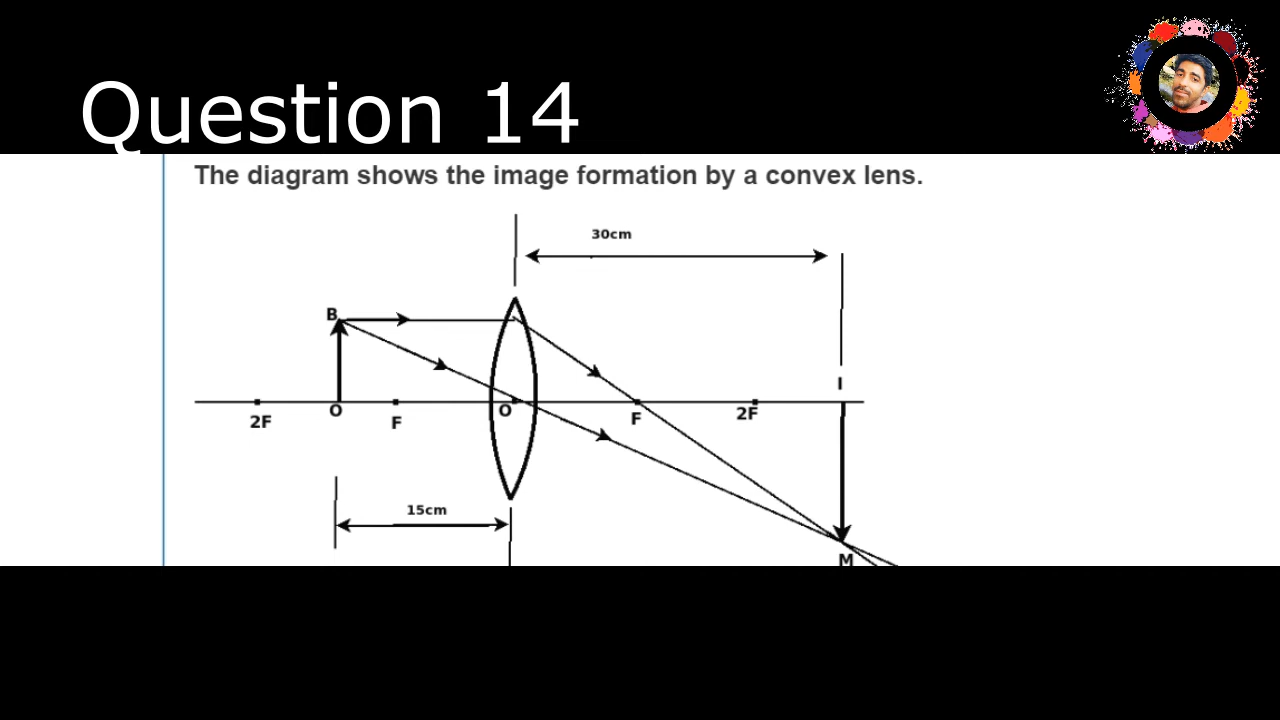 Question 14
The diagram shows the image formation by a convex lens.
30cm
B
I
O
O
F
2F
2F
F
15cm
M